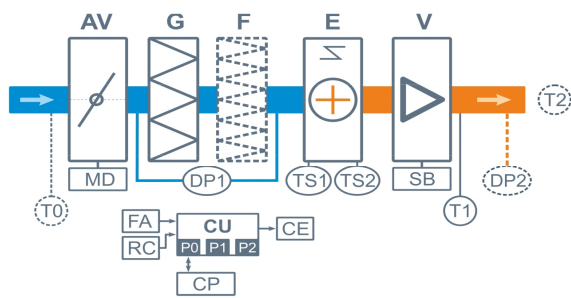 AV G F E V
T2
MD DP1 TS1 TS2 SB DP2
T0 T1
FA CU CE
RC P0 P1 P2
CP